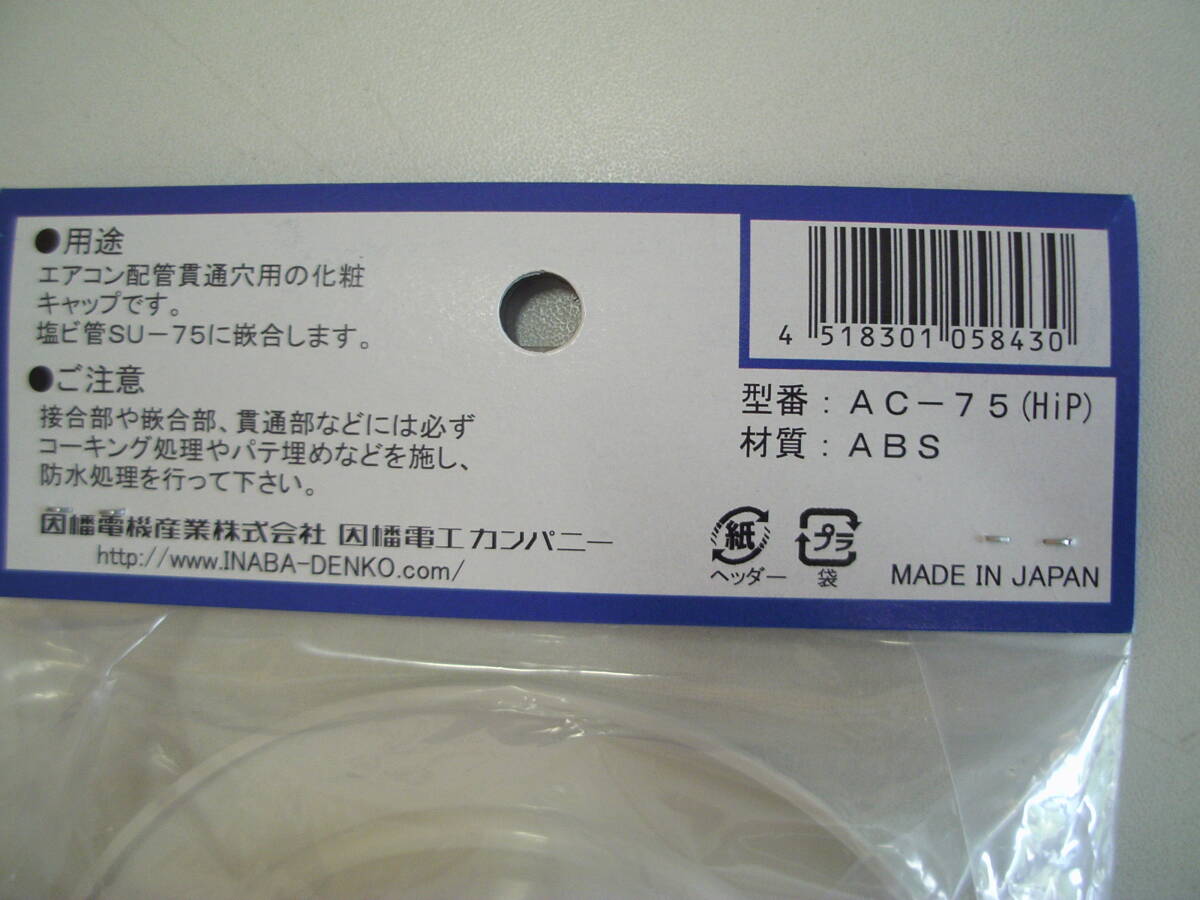 ●用途
エアコン配管貫通穴用の化粧
キャップです。
塩ビ管SU－75に嵌合します。
●ご注意
接合部や嵌合部、貫通部などには必ず
コーキング処理やパテ埋めなどを施し、
防水処理を行って下さい。
因幡電機産業株式会社 因幡電工カンパニー
http://www.INABA-DENKO.com/
4 518301 058430
型番：ＡＣ－７５(HiP)
材質：ＡＢＳ
紙
ヘッダー
プラ
袋
MADE IN JAPAN